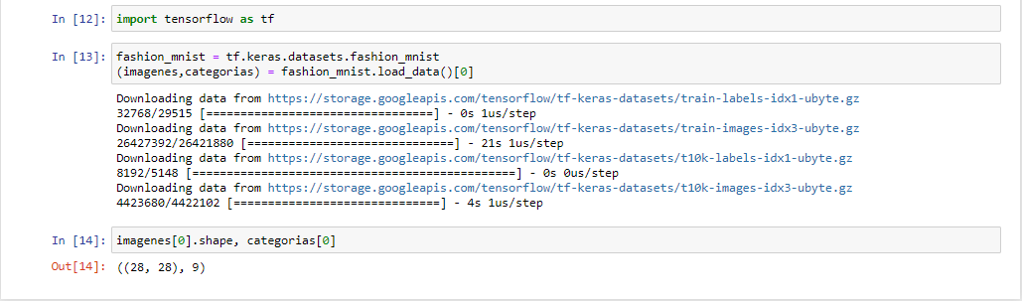 In [12]: import tensorflow as tf
In [13]: fashion_mnist = tf.keras.datasets.fashion_mnist
(imagenes,categorias) = fashion_mnist.load_data()[0]
Downloading data from https://storage.googleapis.com/tensorflow/tf-keras-datasets/train-labels-idx1-ubyte.gz
32768/29515 [=================================] - 0s 1us/step
Downloading data from https://storage.googleapis.com/tensorflow/tf-keras-datasets/train-images-idx3-ubyte.gz
26427392/26421880 [==============================] - 21s 1us/step
Downloading data from https://storage.googleapis.com/tensorflow/tf-keras-datasets/t10k-labels-idx1-ubyte.gz
8192/5148 [===============================================] - 0s 0us/step
Downloading data from https://storage.googleapis.com/tensorflow/tf-keras-datasets/t10k-images-idx3-ubyte.gz
4423680/4422102 [==============================] - 4s 1us/step
In [14]: imagenes[0].shape, categorias[0]
Out[14]: ((28, 28), 9)